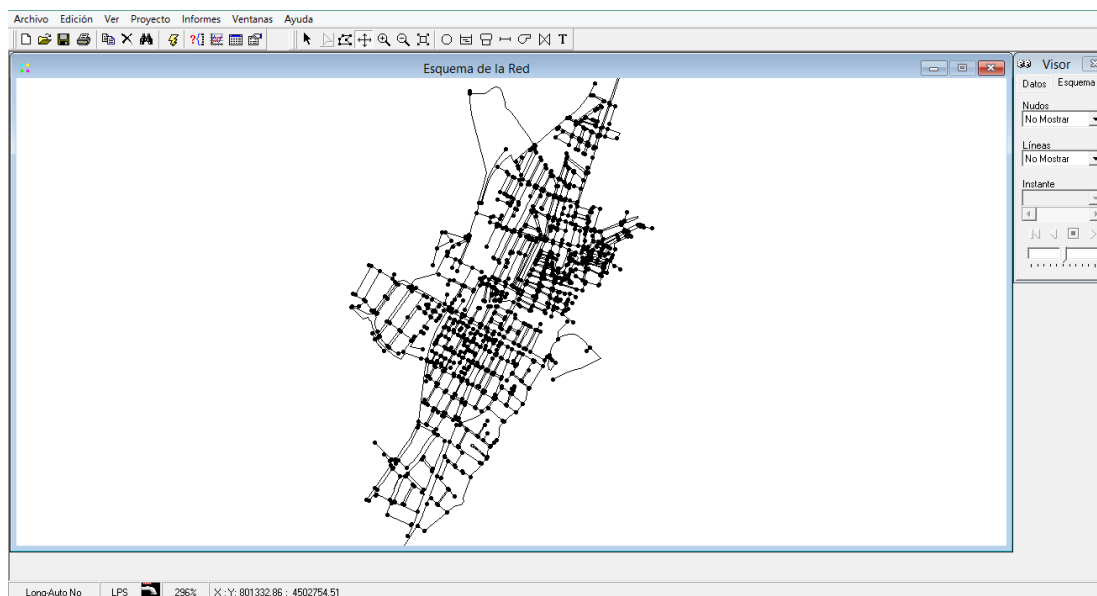 Archivo Edición Ver Proyecto Informes Ventanas Ayuda
T
Esquema de la Red
Visor
Datos Esquema
Nudos
No Mostrar
Líneas
No Mostrar
Instante
Long-Auto No LPS 296% X ; Y: 801332.86 ; 4502754.51